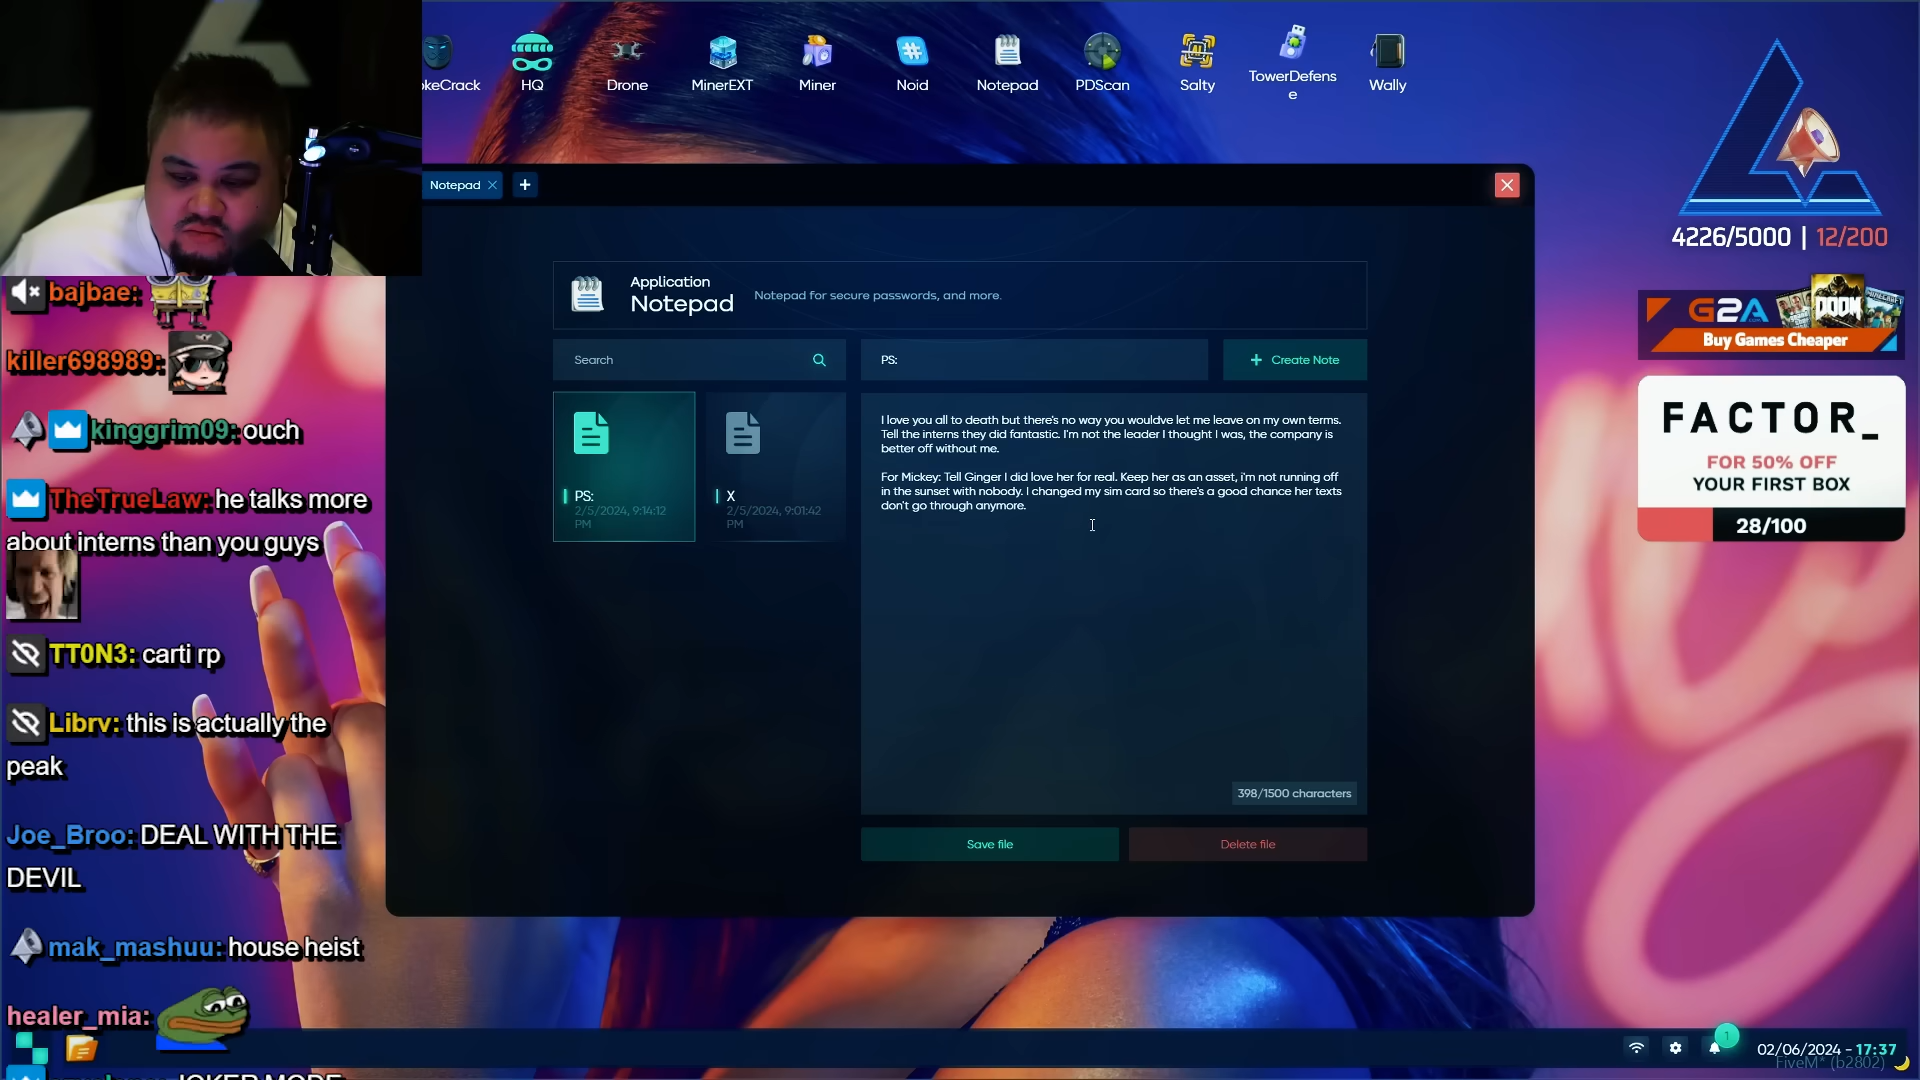 keCrack
HQ
Drone
MinerEXT
Miner
Noid
Notepad
PDScan
AI
Salty
TowerDefens
e
Wally
Notepad
Application
Notepad
Notepad for secure passwords, and more.
Search
PS:
Create Note
PS:
2/5/2024, 9:14:12
PM
X
2/5/2024, 9:01:42
PM
I love you all to death but there's no way you wouldve let me leave on my own terms.
Tell the interns they did fantastic. I'm not the leader I thought I was, the company is
better off without me.
For Mickey: Tell Ginger I did love her for real. Keep her as an asset, i'm not running off
in the sunset with nobody. I changed my sim card so there's a good chance her texts
don't go through anymore.
398/1500 characters
Save file
Delete file
4226/5000 | 12/200
G2A
DOOM
Buy Games Cheaper
FACTOR_
FOR 50% OFF
YOUR FIRST BOX
28/100
bajbae:
killer698989:
kinggrim09: ouch
TheTrueLaw: he talks more
about interns than you guys
TT0N3: carti rp
Librv: this is actually the
peak
Joe_Broo: DEAL WITH THE
DEVIL
mak_mashuu: house heist
healer_mia:
JOKER MODE
1
02/06/2024 - 17:37
FiveM* (b2802)